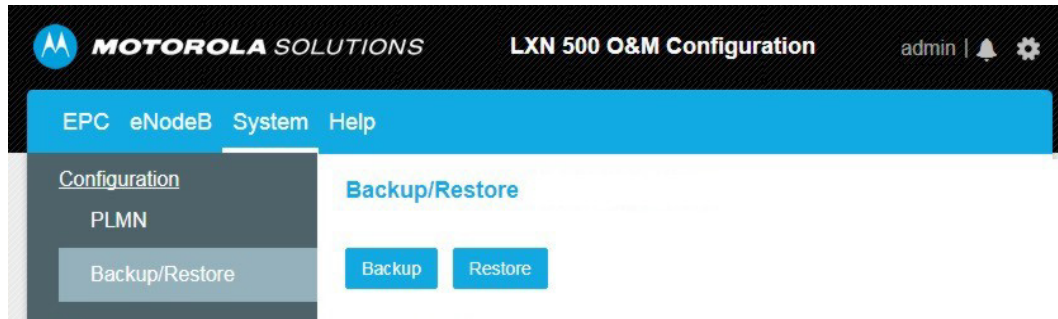 MOTOROLA SOLUTIONS LXN 500 O&M Configuration admin |
EPC eNodeB System Help
Configuration
PLMN
Backup/Restore
Backup/Restore
Backup Restore